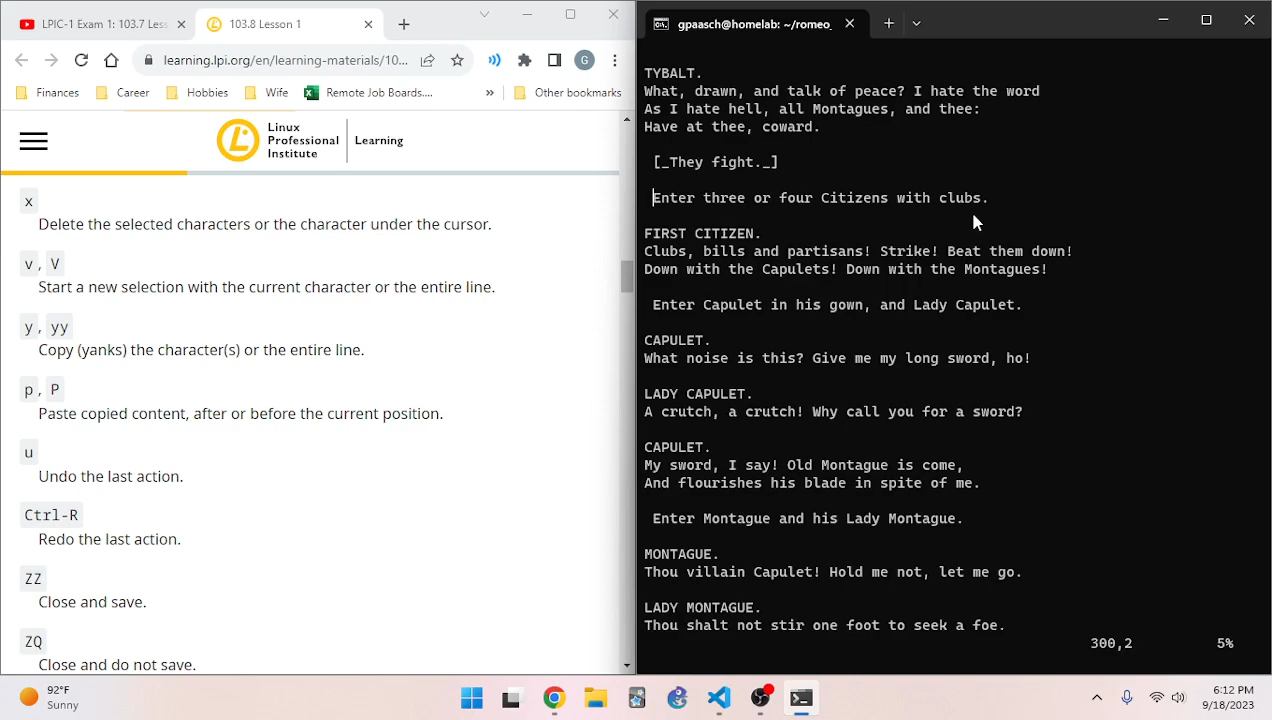 LPIC-1 Exam 1: 103.7 Lessons
103.8 Lesson 1
learning.lpi.org/en/learning-materials/10...
G
Finances
Career
Hobbies
Wife
Remote Job Boards....
»
Other bookmarks
Linux
Professional
Institute
Learning
x
Delete the selected characters or the character under the cursor.
v, V
Start a new selection with the current character or the entire line.
y, yy
Copy (yanks) the character(s) or the entire line.
p, P
Paste copied content, after or before the current position.
u
Undo the last action.
Ctrl-R
Redo the last action.
ZZ
Close and save.
ZQ
Close and do not save.
gpaasch@homelab: ~/romeo_
TYBALT.
What, drawn, and talk of peace? I hate the word
As I hate hell, all Montagues, and thee:
Have at thee, coward.
[_They fight._]
Enter three or four Citizens with clubs.
FIRST CITIZEN.
Clubs, bills and partisans! Strike! Beat them down!
Down with the Capulets! Down with the Montagues!
Enter Capulet in his gown, and Lady Capulet.
CAPULET.
What noise is this? Give me my long sword, ho!
LADY CAPULET.
A crutch, a crutch! Why call you for a sword?
CAPULET.
My sword, I say! Old Montague is come,
And flourishes his blade in spite of me.
Enter Montague and his Lady Montague.
MONTAGUE.
Thou villain Capulet! Hold me not, let me go.
LADY MONTAGUE.
Thou shalt not stir one foot to seek a foe.
300,2 5%
92°F
Sunny
6:12 PM
9/18/2023